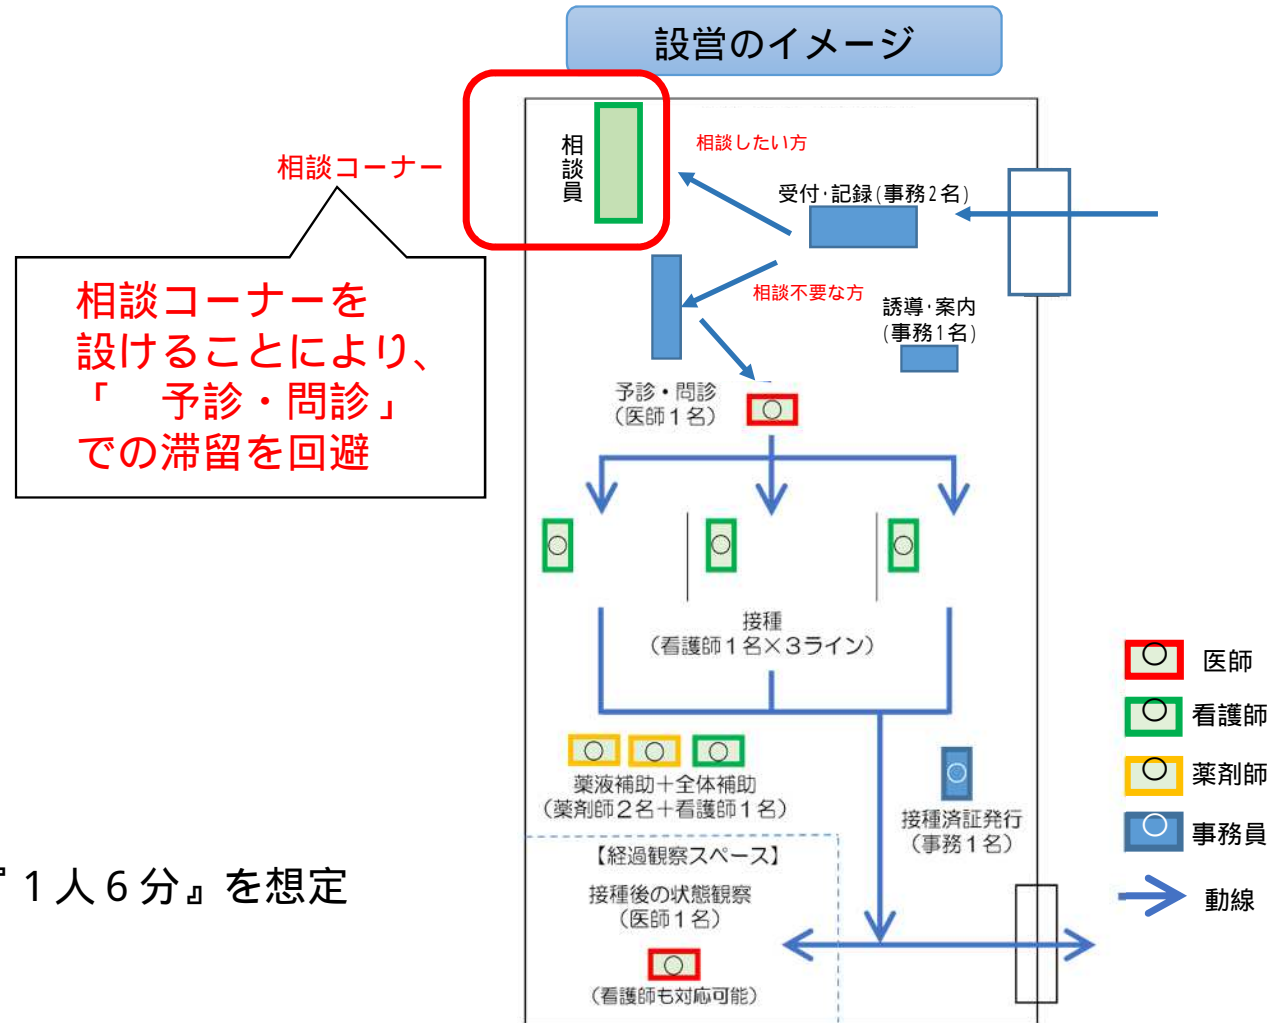 設営のイメージ
相談コーナー
相談員
相談したい方
受付・記録(事務2名)
相談不要な方
誘導・案内
(事務1名)
相談コーナーを
設けることにより、
「　予診・問診」
での滞留を回避
予診・問診
（医師１名）
接種
（看護師１名×３ライン）
医師
看護師
薬剤師
事務員
動線
薬液補助＋全体補助
（薬剤師２名＋看護師１名）
接種済証発行
（事務１名）
『１人６分』を想定
【経過観察スペース】
接種後の状態観察
（医師１名）
（看護師も対応可能）